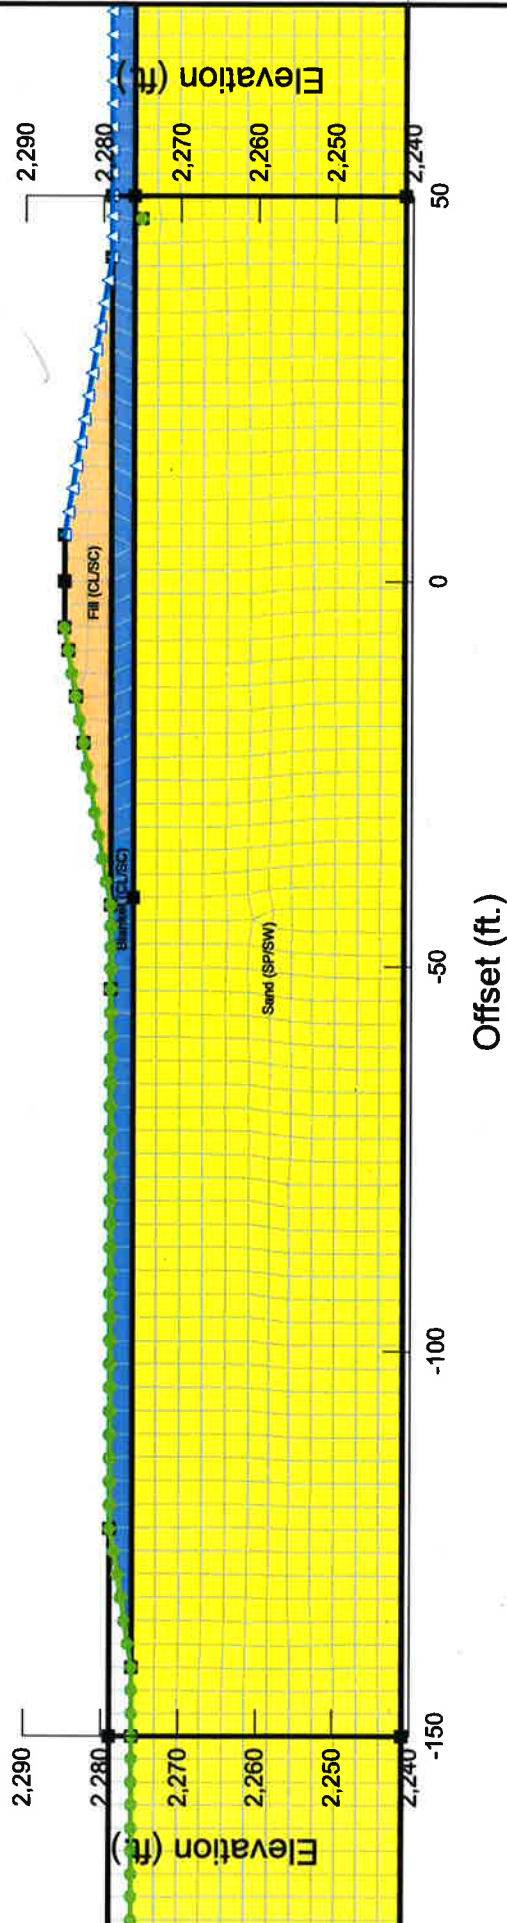 Elevation (ft)
2,290
2,280
2,270
2,260
2,250
2,240
Fill (CL/SC)
Blanket (CL/SC)
Sand (SP/SW)
2,290
2,280
2,270
2,260
2,250
2,240
Elevation (ft)
-150
-100
-50
0
50
Offset (ft.)